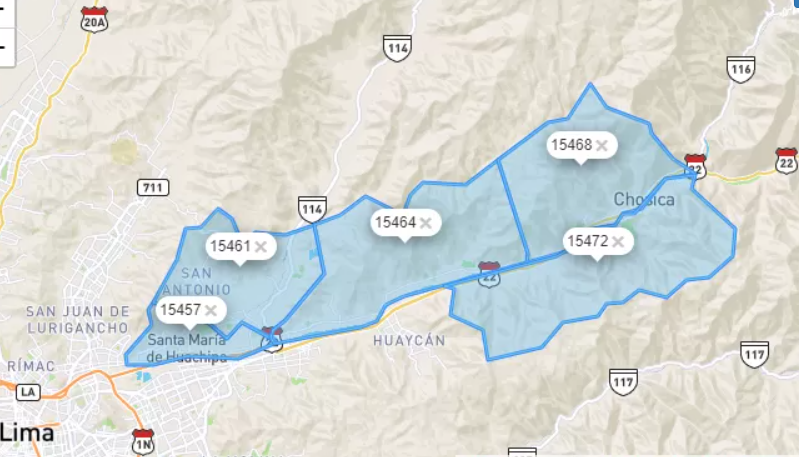 20A
114
116
22
22
15468 ×
711
Chosica
114
15464 ×
15472 ×
15461 ×
SAN
ANTONIO
22
15457 ×
SAN JUAN DE
LURIGANCHO
Santa María
de Huachipa
HUAYCÁN
117
RÍMAC
117
LA
Lima
1N